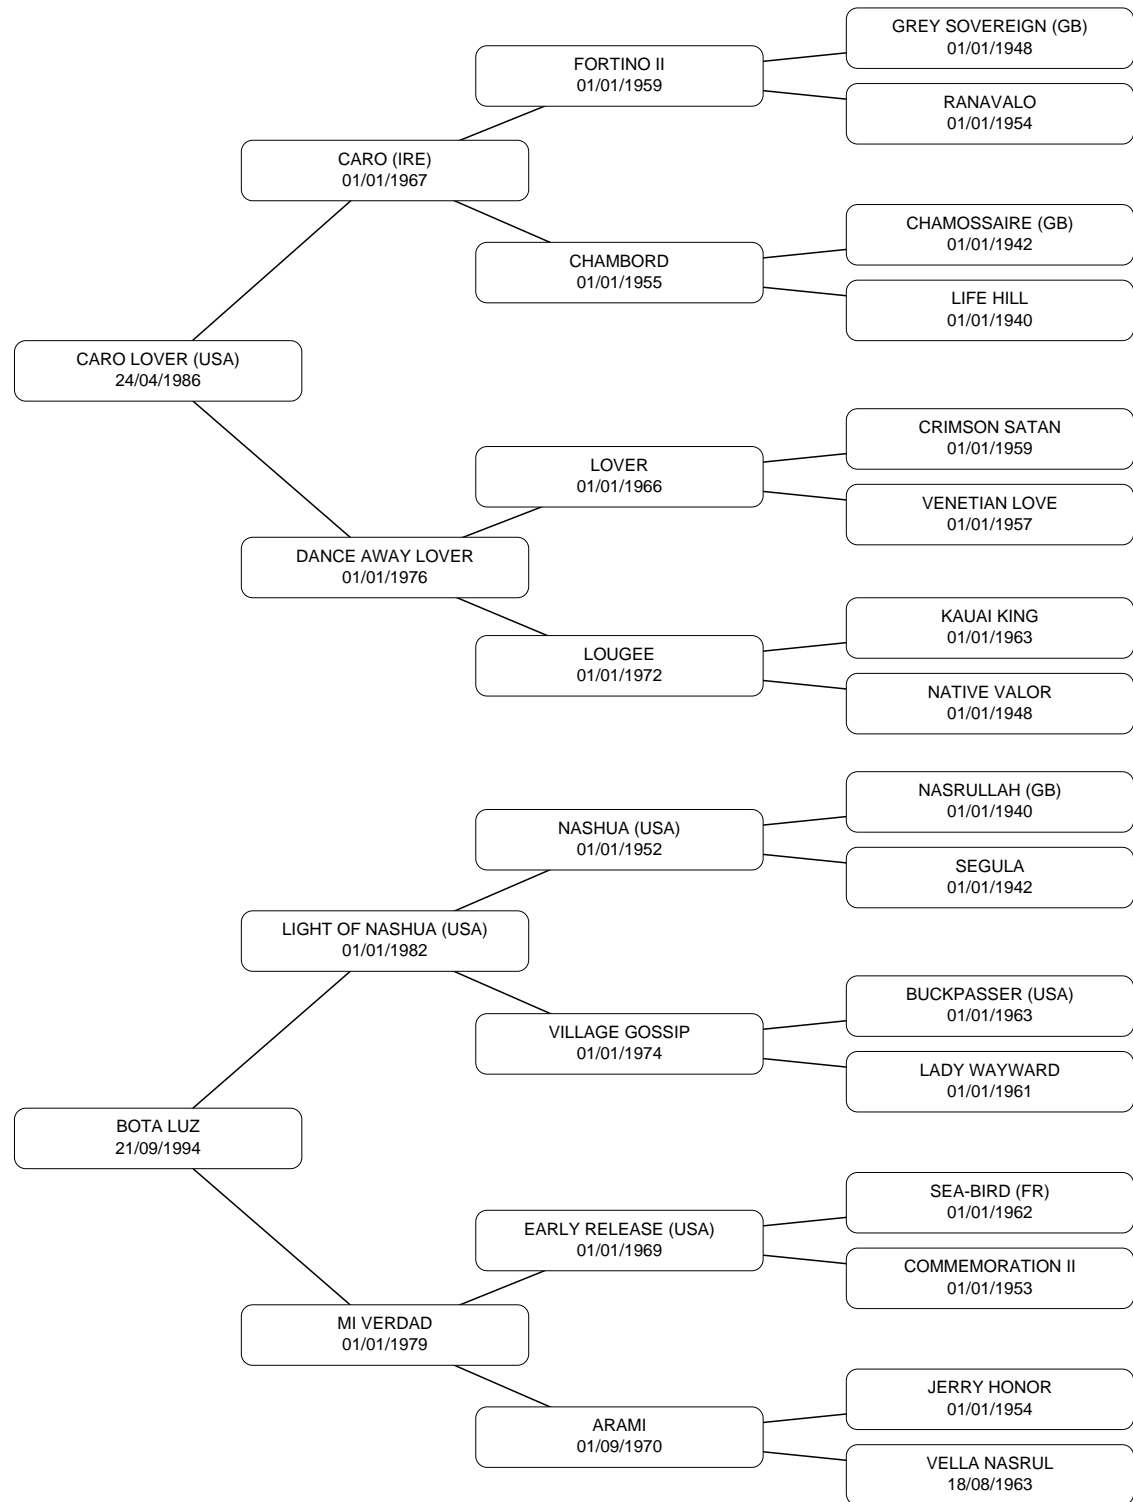 GREY SOVEREIGN (GB)
01/01/1948
FORTINO II
01/01/1959
RANAVALO
01/01/1954
CARO (IRE)
01/01/1967
CHAMOSSAIRE (GB)
01/01/1942
CHAMBORD
01/01/1955
LIFE HILL
01/01/1940
CARO LOVER (USA)
24/04/1986
CRIMSON SATAN
01/01/1959
LOVER
01/01/1966
VENETIAN LOVE
01/01/1957
DANCE AWAY LOVER
01/01/1976
KAUAI KING
01/01/1963
LOUGEE
01/01/1972
NATIVE VALOR
01/01/1948
NASRULLAH (GB)
01/01/1940
NASHUA (USA)
01/01/1952
SEGULA
01/01/1942
LIGHT OF NASHUA (USA)
01/01/1982
BUCKPASSER (USA)
01/01/1963
VILLAGE GOSSIP
01/01/1974
LADY WAYWARD
01/01/1961
BOTA LUZ
21/09/1994
SEA-BIRD (FR)
01/01/1962
EARLY RELEASE (USA)
01/01/1969
COMMEMORATION II
01/01/1953
MI VERDAD
01/01/1979
JERRY HONOR
01/01/1954
ARAMI
01/09/1970
VELLA NASRUL
18/08/1963